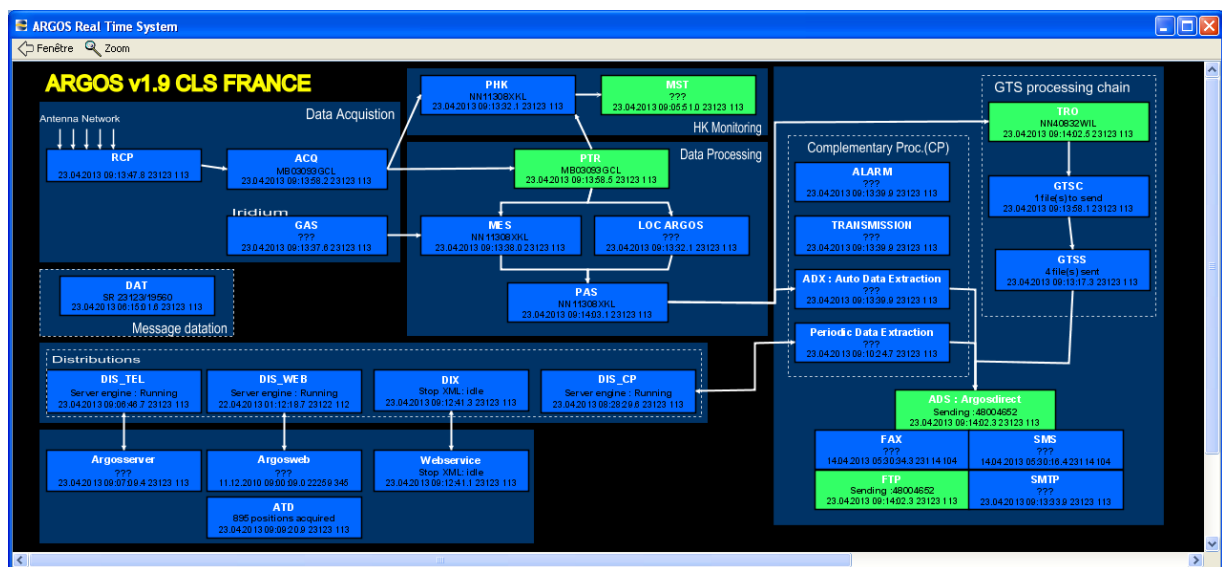 ARGOS Real Time System
Fenêtre
Zoom
ARGOS v1.9 CLS FRANCE
Data Acquistion
Antenna Network
RCP
23.04.2013 09:13:47.8 23123 113
ACQ
MB03093GCL
23.04.2013 09:13:58.2 23123 113
Iridium
GAS
???
23.04.2013 09:13:37.6 23123 113
PHK
NN11308XKL
23.04.2013 09:13:32.1 23123 113
MST
???
23.04.2013 09:05:51.0 23123 113
HK Monitoring
Data Processing
PTR
MB03093GCL
23.04.2013 09:13:58.5 23123 113
MES
NN11308XKL
23.04.2013 09:13:38.0 23123 113
LOC ARGOS
???
23.04.2013 09:13:32.1 23123 113
PAS
NN11308XKL
23.04.2013 09:14:03.1 23123 113
DAT
SR 23123/19560
23.04.2013 06:15:01.6 23123 113
Message datation
Complementary Proc.(CP)
ALARM
???
23.04.2013 09:13:39.9 23123 113
TRANSMISSION
???
23.04.2013 09:13:39.9 23123 113
ADX : Auto Data Extraction
???
23.04.2013 09:13:39.9 23123 113
Periodic Data Extraction
???
23.04.2013 09:10:24.7 23123 113
GTS processing chain
TRO
NN40832WIL
23.04.2013 09:14:02.5 23123 113
GTSC
1 file(s) to send
23.04.2013 09:13:58.1 23123 113
GTSS
4 file(s) sent
23.04.2013 09:13:17.3 23123 113
Distributions
DIS_TEL
Server engine : Running
23.04.2013 09:06:46.7 23123 113
DIS_WEB
Server engine : Running
22.04.2013 01:12:18.7 23122 112
DIX
Stop XML: idle
23.04.2013 09:12:41.3 23123 113
DIS_CP
Server engine : Running
23.04.2013 08:28:29.6 23123 113
Argosserver
???
23.04.2013 09:07:09.4 23123 113
Argosweb
???
11.12.2010 09:00:09.0 22259 345
Webservice
Stop XML: idle
23.04.2013 09:12:41.1 23123 113
ATD
895 positions acquired
23.04.2013 09:09:20.9 23123 113
ADS : Argosdirect
Sending :48004652
23.04.2013 09:14:02.3 23123 113
FAX
???
14.04.2013 05:30:34.3 23114 104
SMS
???
14.04.2013 05:30:16.4 23114 104
FTP
Sending :48004652
23.04.2013 09:14:02.3 23123 113
SMTP
???
23.04.2013 09:13:33.9 23123 113